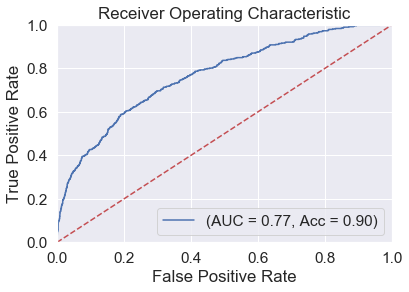 Receiver Operating Characteristic
1.0
0.8
0.6
0.4
0.2
0.0
True Positive Rate
(AUC = 0.77, Acc = 0.90)
0.0 0.2 0.4 0.6 0.8 1.0
False Positive Rate